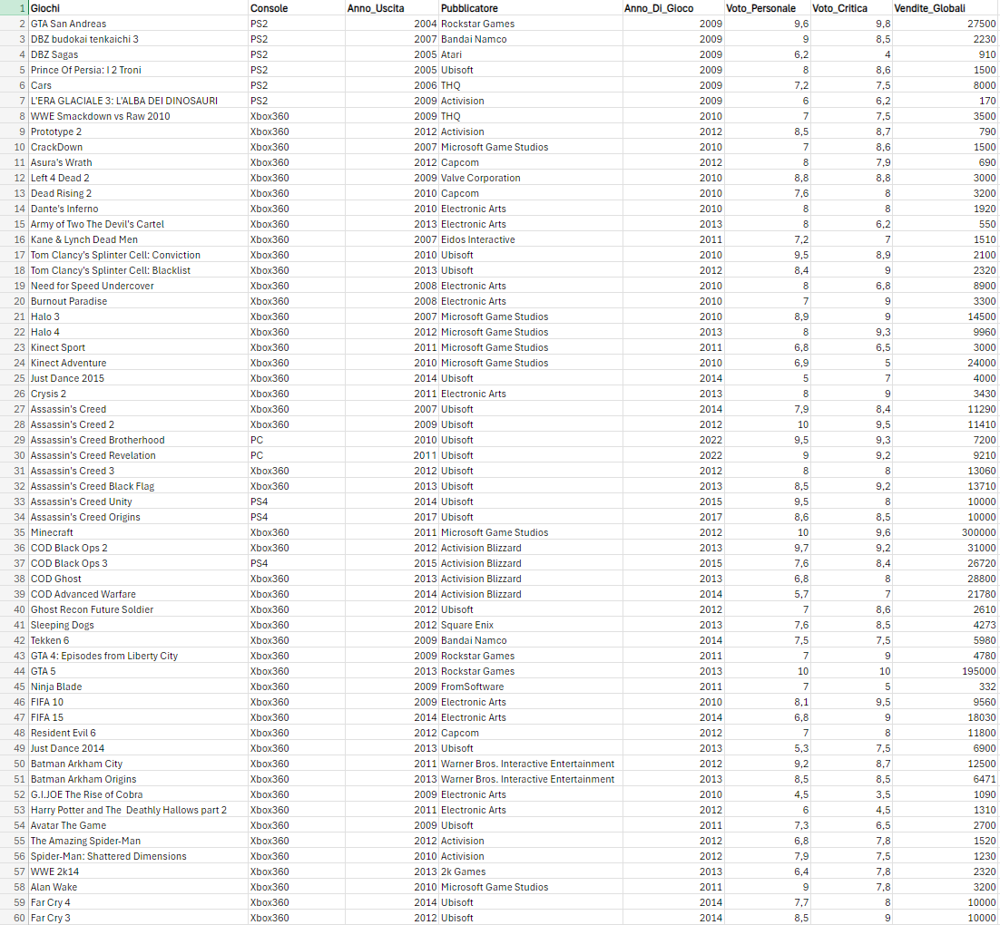 1 Giochi Console Anno_Uscita Pubblicatore Anno_Di_Gioco Voto_Personale Voto_Critica Vendite_Globali
2 GTA San Andreas PS2 2004 Rockstar Games 2009 9,6 9,8 27500
3 DBZ budokai tenkaichi 3 PS2 2007 Bandai Namco 2009 9 8,5 2230
4 DBZ Sagas PS2 2005 Atari 2009 6,2 4 910
5 Prince Of Persia: I 2 Troni PS2 2005 Ubisoft 2009 8 8,6 1500
6 Cars PS2 2006 THQ 2009 7,2 7,5 8000
7 L'ERA GLACIALE 3: L'ALBA DEI DINOSAURI PS2 2009 Activision 2009 6 6,2 170
8 WWE Smackdown vs Raw 2010 Xbox360 2009 THQ 2010 7 7,5 3500
9 Prototype 2 Xbox360 2012 Activision 2012 8,5 8,7 790
10 CrackDown Xbox360 2007 Microsoft Game Studios 2010 7 8,6 1500
11 Asura's Wrath Xbox360 2012 Capcom 2012 8 7,9 690
12 Left 4 Dead 2 Xbox360 2009 Valve Corporation 2010 8,8 8,8 3000
13 Dead Rising 2 Xbox360 2010 Capcom 2010 7,6 8 3200
14 Dante's Inferno Xbox360 2010 Electronic Arts 2010 8 8 1920
15 Army of Two The Devil's Cartel Xbox360 2013 Electronic Arts 2013 8 6,2 550
16 Kane & Lynch Dead Men Xbox360 2007 Eidos Interactive 2011 7,2 7 1510
17 Tom Clancy's Splinter Cell: Conviction Xbox360 2010 Ubisoft 2010 9,5 8,9 2100
18 Tom Clancy's Splinter Cell: Blacklist Xbox360 2013 Ubisoft 2012 8,4 9 2320
19 Need for Speed Undercover Xbox360 2008 Electronic Arts 2010 8 6,8 8900
20 Burnout Paradise Xbox360 2008 Electronic Arts 2010 7 9 3300
21 Halo 3 Xbox360 2007 Microsoft Game Studios 2010 8,9 9 14500
22 Halo 4 Xbox360 2012 Microsoft Game Studios 2013 8 9,3 9960
23 Kinect Sport Xbox360 2011 Microsoft Game Studios 2011 6,8 6,5 3000
24 Kinect Adventure Xbox360 2010 Microsoft Game Studios 2010 6,9 5 24000
25 Just Dance 2015 Xbox360 2014 Ubisoft 2014 5 7 4000
26 Crysis 2 Xbox360 2011 Electronic Arts 2013 8 9 3430
27 Assassin's Creed Xbox360 2007 Ubisoft 2014 7,9 8,4 11290
28 Assassin's Creed 2 Xbox360 2009 Ubisoft 2012 10 9,5 11410
29 Assassin's Creed Brotherhood PC 2010 Ubisoft 2022 9,5 9,3 7200
30 Assassin's Creed Revelation PC 2011 Ubisoft 2022 9 9,2 9210
31 Assassin's Creed 3 Xbox360 2012 Ubisoft 2012 8 8 13060
32 Assassin's Creed Black Flag Xbox360 2013 Ubisoft 2013 8,5 9,2 13710
33 Assassin's Creed Unity PS4 2014 Ubisoft 2015 9,5 8 10000
34 Assassin's Creed Origins PS4 2017 Ubisoft 2017 8,6 8,5 10000
35 Minecraft Xbox360 2011 Microsoft Game Studios 2012 10 9,6 300000
36 COD Black Ops 2 Xbox360 2012 Activision Blizzard 2013 9,7 9,2 31000
37 COD Black Ops 3 PS4 2015 Activision Blizzard 2015 7,6 8,4 26720
38 COD Ghost Xbox360 2013 Activision Blizzard 2013 6,8 8 28800
39 COD Advanced Warfare Xbox360 2014 Activision Blizzard 2014 5,7 7 21780
40 Ghost Recon Future Soldier Xbox360 2012 Ubisoft 2012 7 8,6 2610
41 Sleeping Dogs Xbox360 2012 Square Enix 2013 7,6 8,5 4273
42 Tekken 6 Xbox360 2009 Bandai Namco 2014 7,5 7,5 5980
43 GTA 4: Episodes from Liberty City Xbox360 2009 Rockstar Games 2011 7 9 4780
44 GTA 5 Xbox360 2013 Rockstar Games 2013 10 10 195000
45 Ninja Blade Xbox360 2009 FromSoftware 2011 7 5 332
46 FIFA 10 Xbox360 2009 Electronic Arts 2010 8,1 9,5 9560
47 FIFA 15 Xbox360 2014 Electronic Arts 2014 6,8 9 18030
48 Resident Evil 6 Xbox360 2012 Capcom 2012 7 8 11800
49 Just Dance 2014 Xbox360 2013 Ubisoft 2013 5,3 7,5 6900
50 Batman Arkham City Xbox360 2011 Warner Bros. Interactive Entertainment 2012 9,2 8,7 12500
51 Batman Arkham Origins Xbox360 2013 Warner Bros. Interactive Entertainment 2013 8,5 8,5 6471
52 G.I.JOE The Rise of Cobra Xbox360 2009 Electronic Arts 2010 4,5 3,5 1090
53 Harry Potter and The Deathly Hallows part 2 Xbox360 2011 Electronic Arts 2012 6 4,5 1310
54 Avatar The Game Xbox360 2009 Ubisoft 2011 7,3 6,5 2700
55 The Amazing Spider-Man Xbox360 2012 Activision 2012 6,8 7,8 1520
56 Spider-Man: Shattered Dimensions Xbox360 2010 Activision 2012 7,9 7,5 1230
57 WWE 2k14 Xbox360 2013 2k Games 2013 6,4 7,8 2320
58 Alan Wake Xbox360 2010 Microsoft Game Studios 2011 9 7,8 3200
59 Far Cry 4 Xbox360 2014 Ubisoft 2014 7,7 8 10000
60 Far Cry 3 Xbox360 2012 Ubisoft 2014 8,5 9 10000